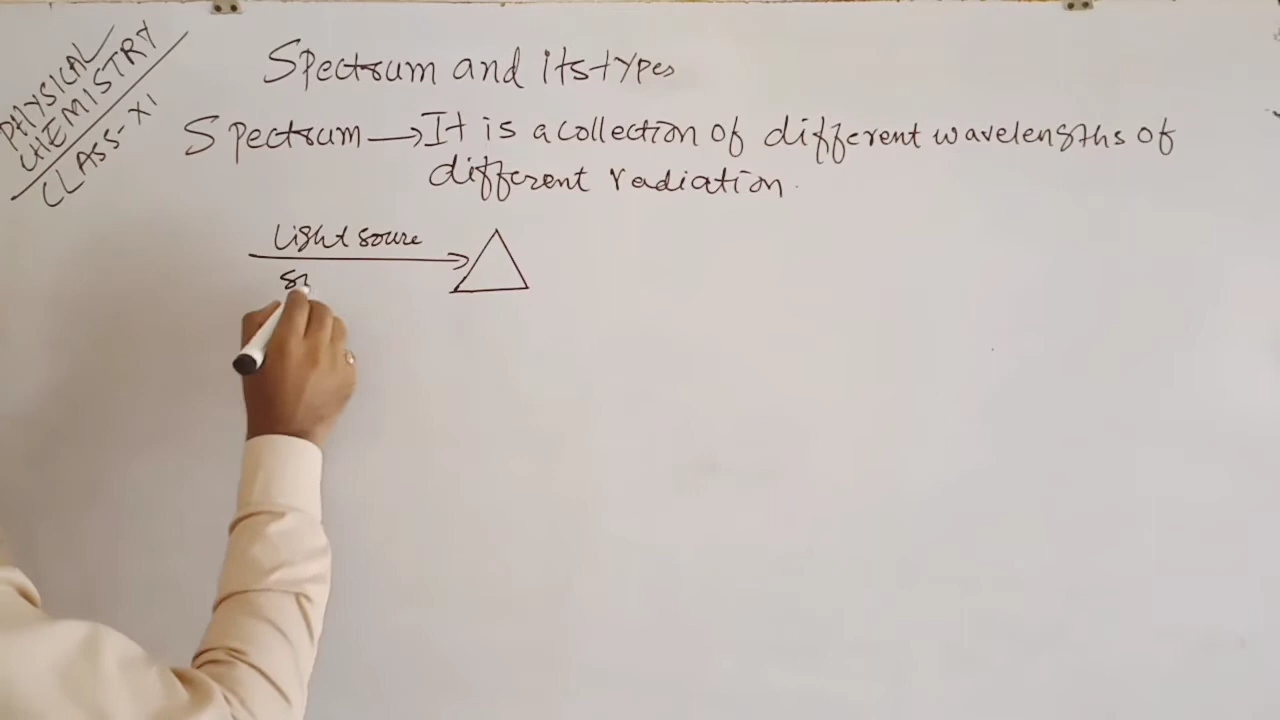 PHYSICAL
CHEMISTRY
CLASS-XI
Spectrum and its types
Spectrum → It is a collection of different wavelengths of
different radiation.
Light soure